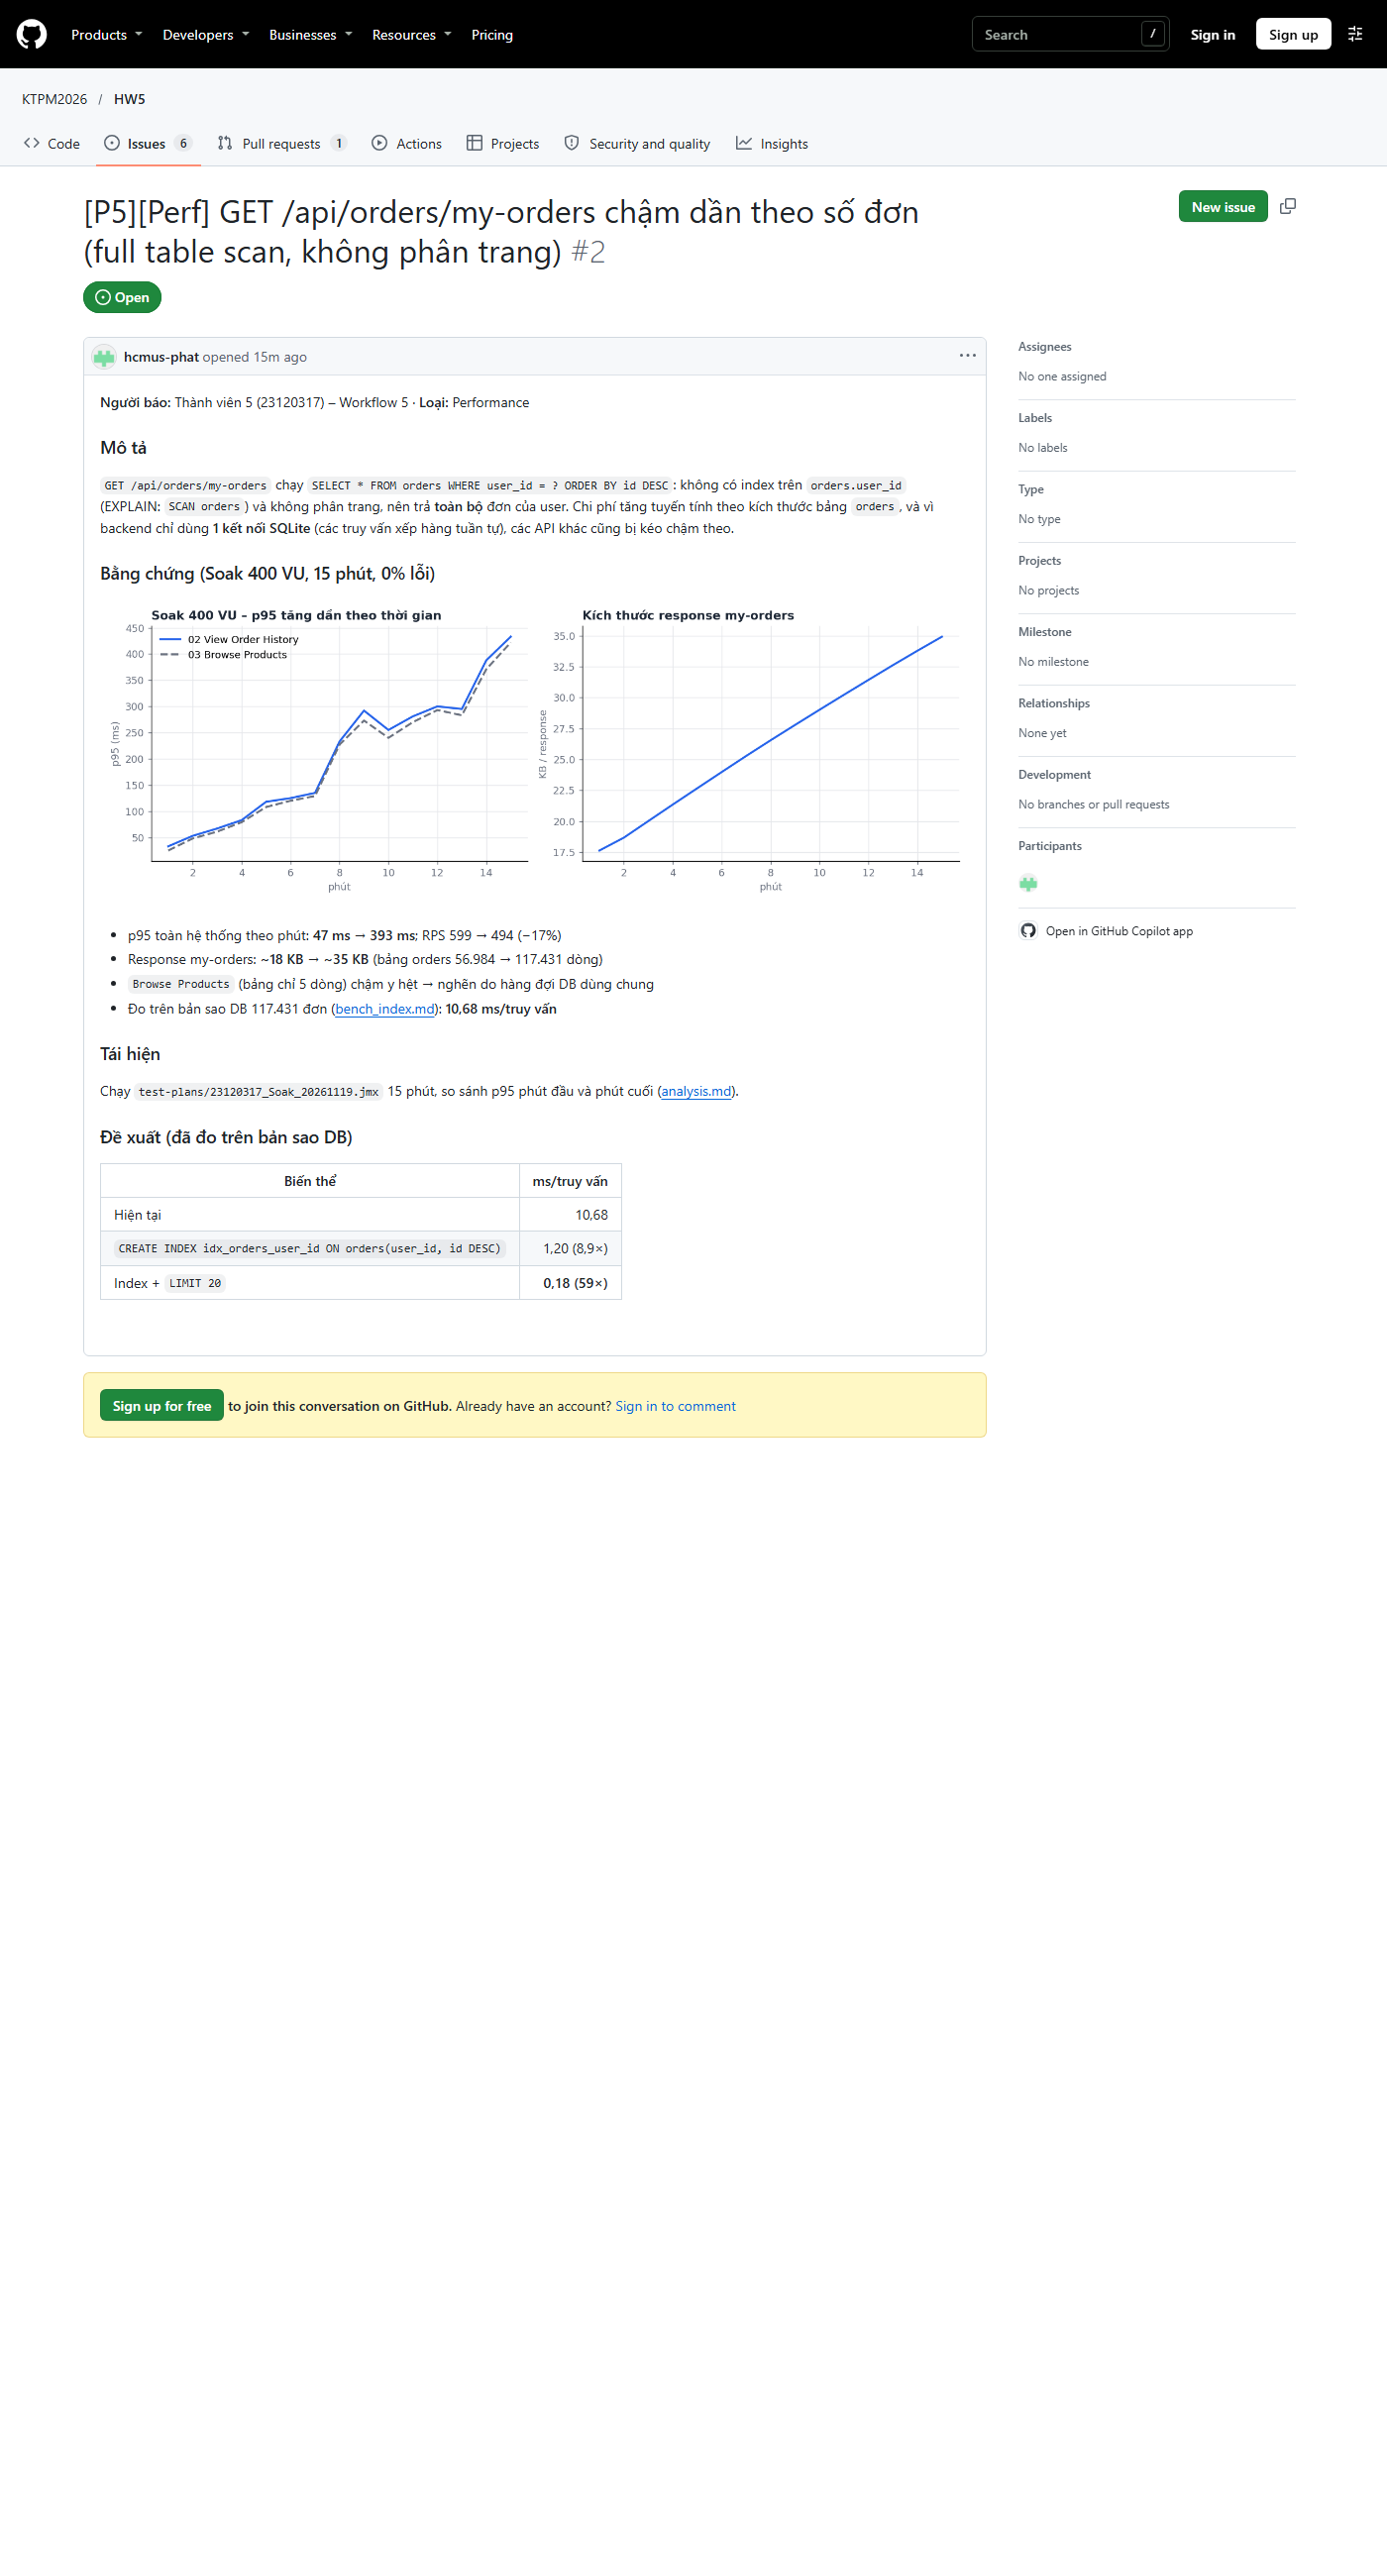 Products
Developers
Businesses
Resources
Pricing
Search
/
Sign in
Sign up
KTPM2026 / HW5
Code
Issues 6
Pull requests 1
Actions
Projects
Security and quality
Insights
[P5][Perf] GET /api/orders/my-orders chậm dần theo số đơn
(full table scan, không phân trang) #2
New issue
Open
hcmus-phat opened 15m ago
Người báo: Thành viên 5 (23120317) – Workflow 5 · Loại: Performance
Mô tả
GET /api/orders/my-orders chạy SELECT * FROM orders WHERE user_id = ? ORDER BY id DESC : không có index trên orders.user_id
(EXPLAIN: SCAN orders ) và không phân trang, nên trả toàn bộ đơn của user. Chi phí tăng tuyến tính theo kích thước bảng orders , và vì
backend chỉ dùng 1 kết nối SQLite (các truy vấn xếp hàng tuần tự), các API khác cũng bị kéo chậm theo.
Bằng chứng (Soak 400 VU, 15 phút, 0% lỗi)
Soak 400 VU – p95 tăng dần theo thời gian
02 View Order History
03 Browse Products
p95 (ms)
450
400
350
300
250
200
150
100
50
2 4 6 8 10 12 14
phút
Kích thước response my-orders
KB / response
35.0
32.5
30.0
27.5
25.0
22.5
20.0
17.5
2 4 6 8 10 12 14
phút
p95 toàn hệ thống theo phút: 47 ms → 393 ms; RPS 599 → 494 (−17%)
Response my-orders: ~18 KB → ~35 KB (bảng orders 56.984 → 117.431 dòng)
Browse Products (bảng chỉ 5 dòng) chậm y hệt → nghẽn do hàng đợi DB dùng chung
Đo trên bản sao DB 117.431 đơn (bench_index.md): 10,68 ms/truy vấn
Tái hiện
Chạy test-plans/23120317_Soak_20261119.jmx 15 phút, so sánh p95 phút đầu và phút cuối (analysis.md).
Đề xuất (đã đo trên bản sao DB)
Biến thể ms/truy vấn
Hiện tại 10,68
CREATE INDEX idx_orders_user_id ON orders(user_id, id DESC) 1,20 (8,9×)
Index + LIMIT 20 0,18 (59×)
Sign up for free to join this conversation on GitHub. Already have an account? Sign in to comment
Assignees
No one assigned
Labels
No labels
Type
No type
Projects
No projects
Milestone
No milestone
Relationships
None yet
Development
No branches or pull requests
Participants
Open in GitHub Copilot app